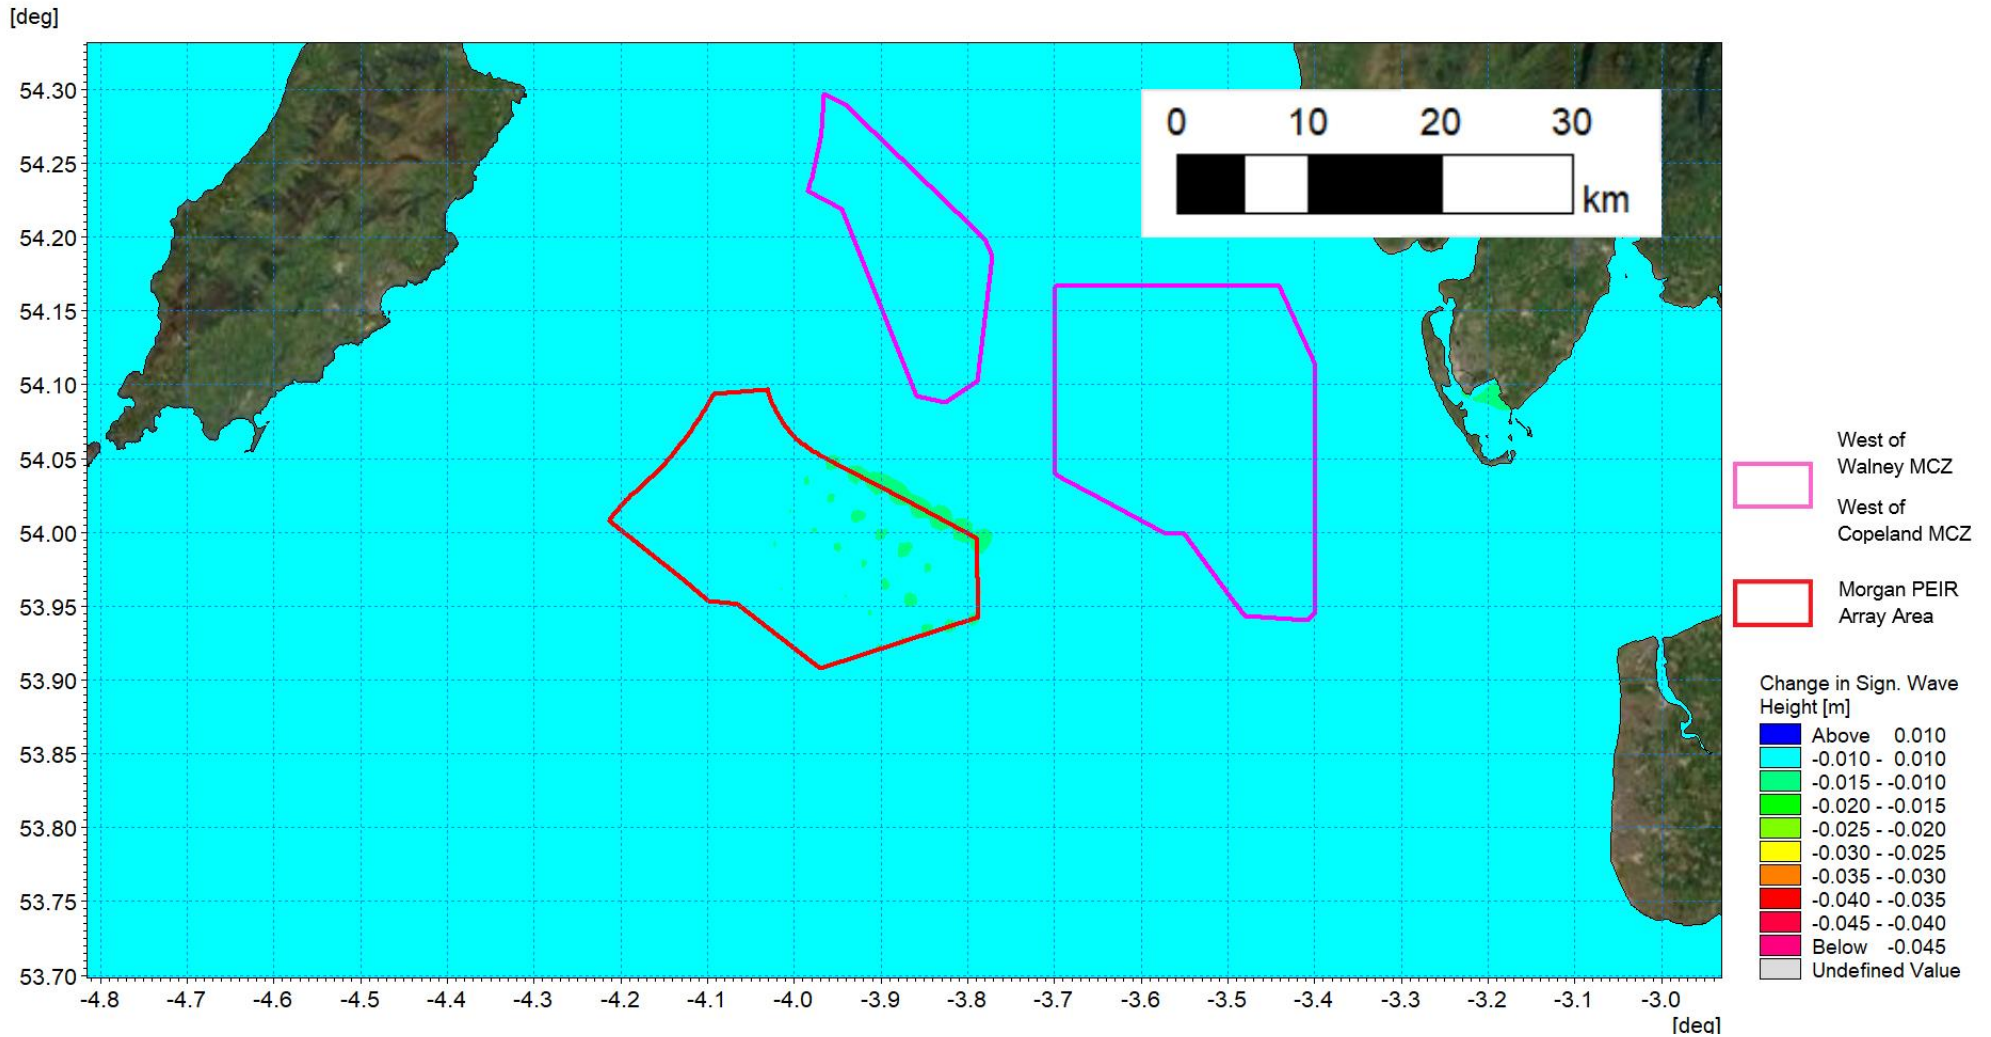 [deg]
54.30
54.25
54.20
54.15
54.10
54.05
54.00
53.95
53.90
53.85
53.80
53.75
53.70
-4.8 -4.7 -4.6 -4.5 -4.4 -4.3 -4.2 -4.1 -4.0 -3.9 -3.8 -3.7 -3.6 -3.5 -3.4 -3.3 -3.2 -3.1 -3.0
[deg]
0 10 20 30
km
West of
Walney MCZ
West of
Copeland MCZ
Morgan PEIR
Array Area
Change in Sign. Wave
Height [m]
Above 0.010
-0.010 - 0.010
-0.015 - -0.010
-0.020 - -0.015
-0.025 - -0.020
-0.030 - -0.025
-0.035 - -0.030
-0.040 - -0.035
-0.045 - -0.040
Below -0.045
Undefined Value